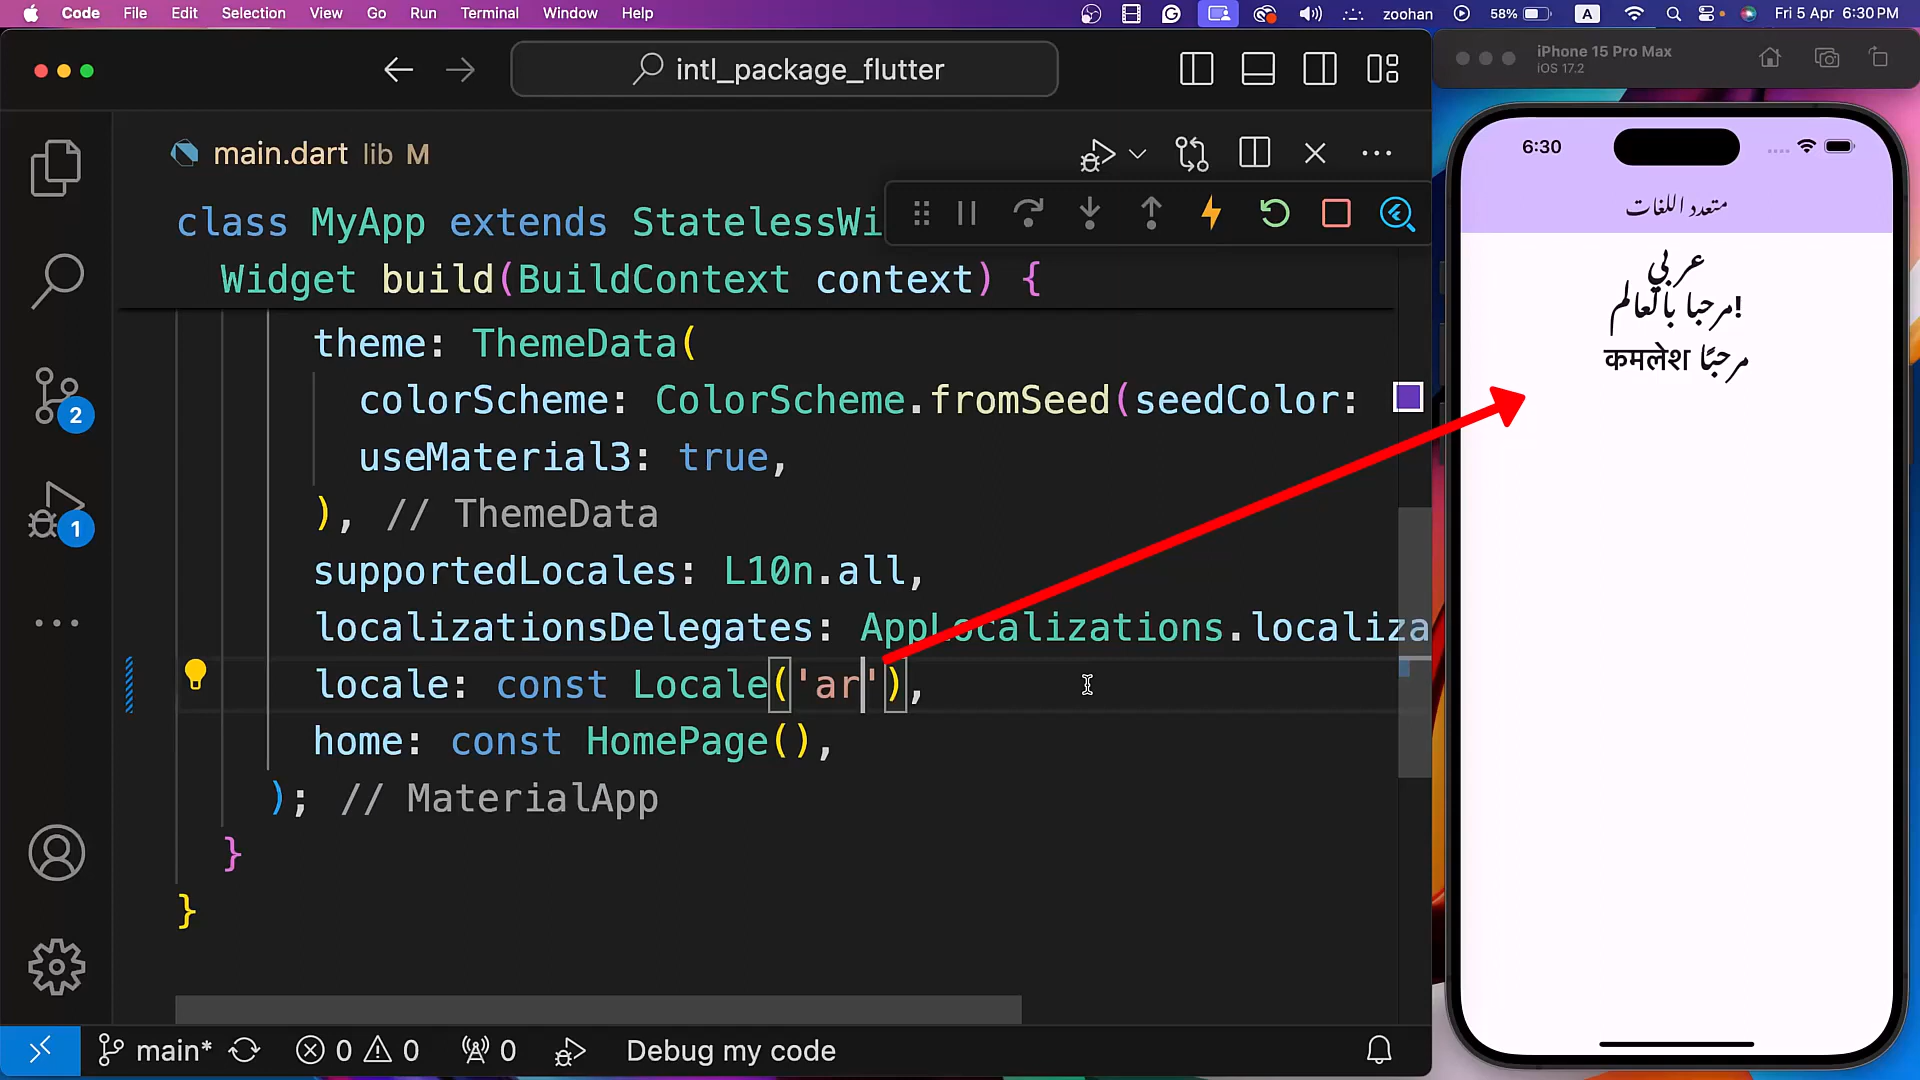 Code File Edit Selection View Go Run Terminal Window Help zoohan 58% A Fri 5 Apr 6:30 PM
intl_package_flutter
main.dart lib M
class MyApp extends StatelessWi
Widget build(BuildContext context) {
theme: ThemeData(
colorScheme: ColorScheme.fromSeed(seedColor:
useMaterial3: true,
), // ThemeData
supportedLocales: L10n.all,
localizationsDelegates: AppLocalizations.localiza
locale: const Locale('ar'),
home: const HomePage(),
); // MaterialApp
}
}
2
1
main* 0 0 0 Debug my code
iPhone 15 Pro Max
iOS 17.2
6:30
متعدد اللغات
عربي
مرحبا بالعالم!
कमलेश مرحبًا